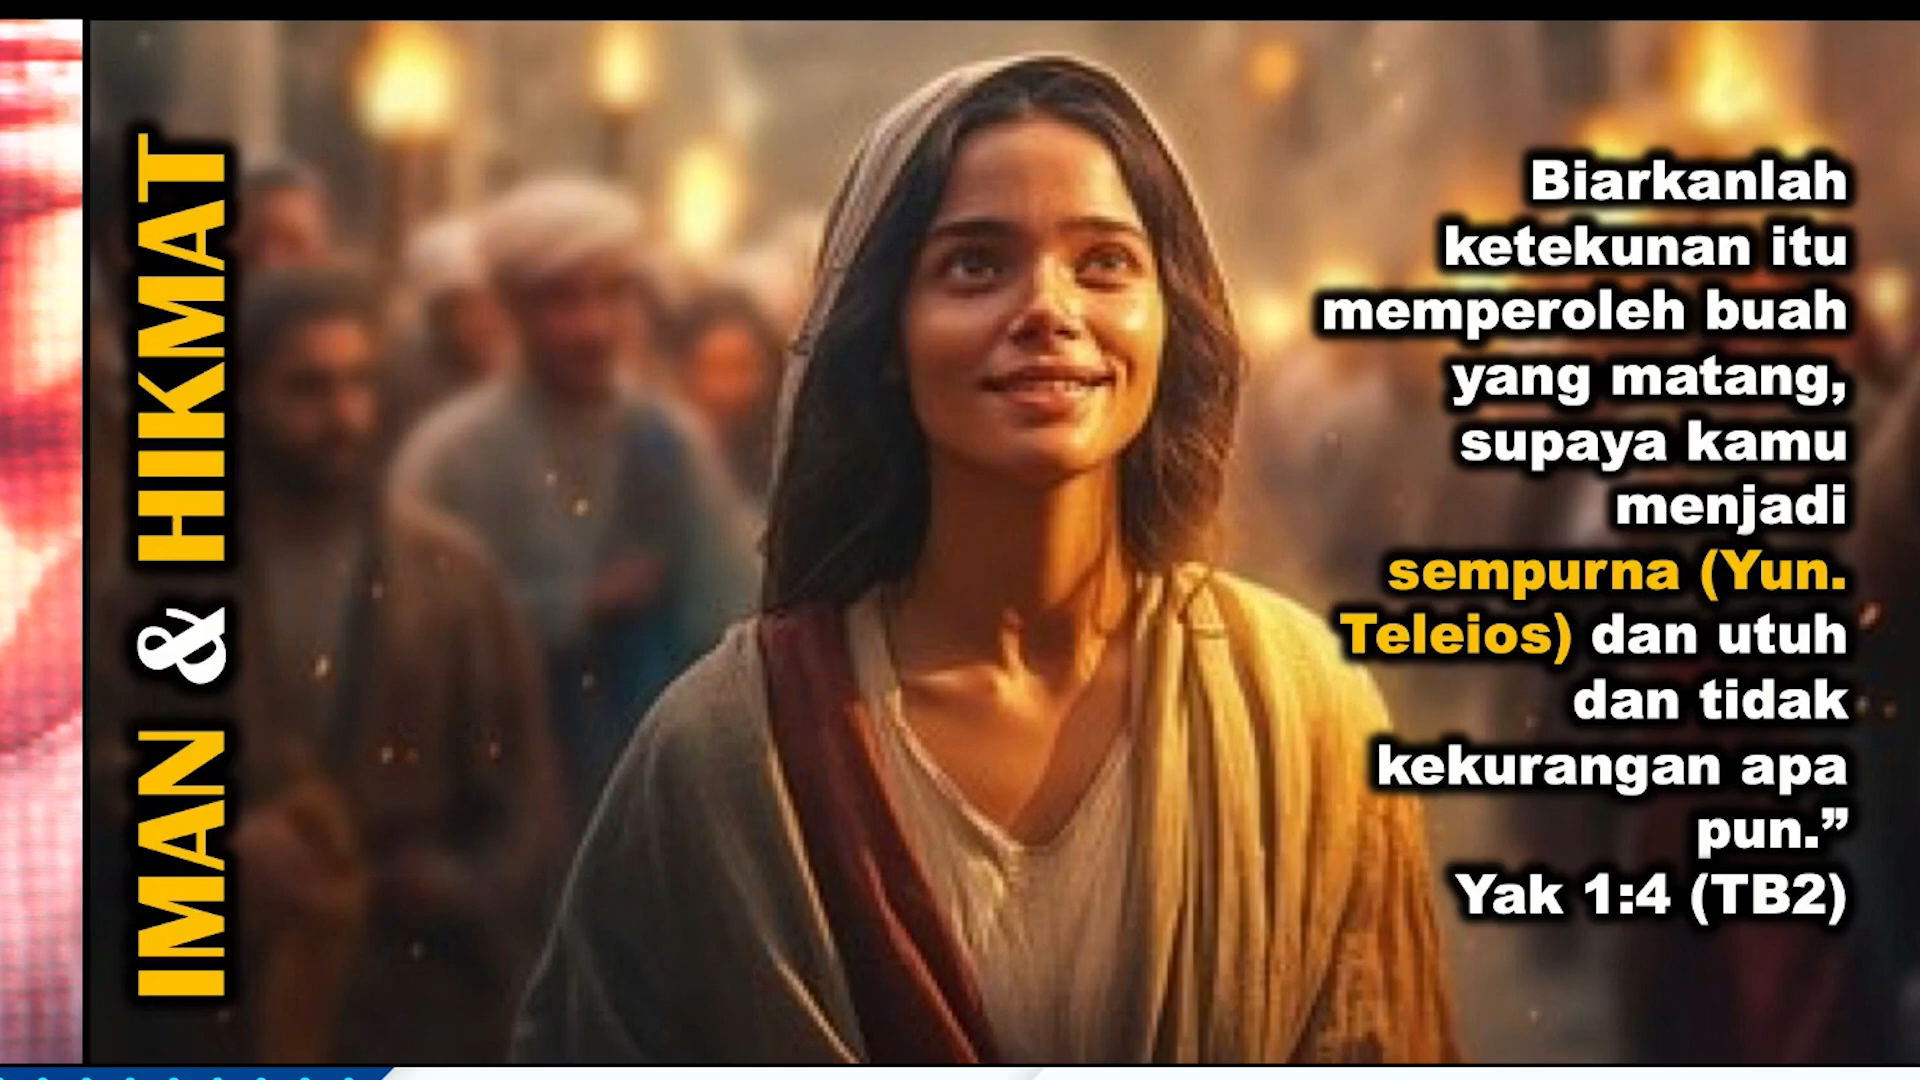 IMAN & HIKMAT
Biarkanlah
ketekunan itu
memperoleh buah
yang matang,
supaya kamu
menjadi
sempurna (Yun.
Teleios) dan utuh
dan tidak
kekurangan apa
pun.”
Yak 1:4 (TB2)